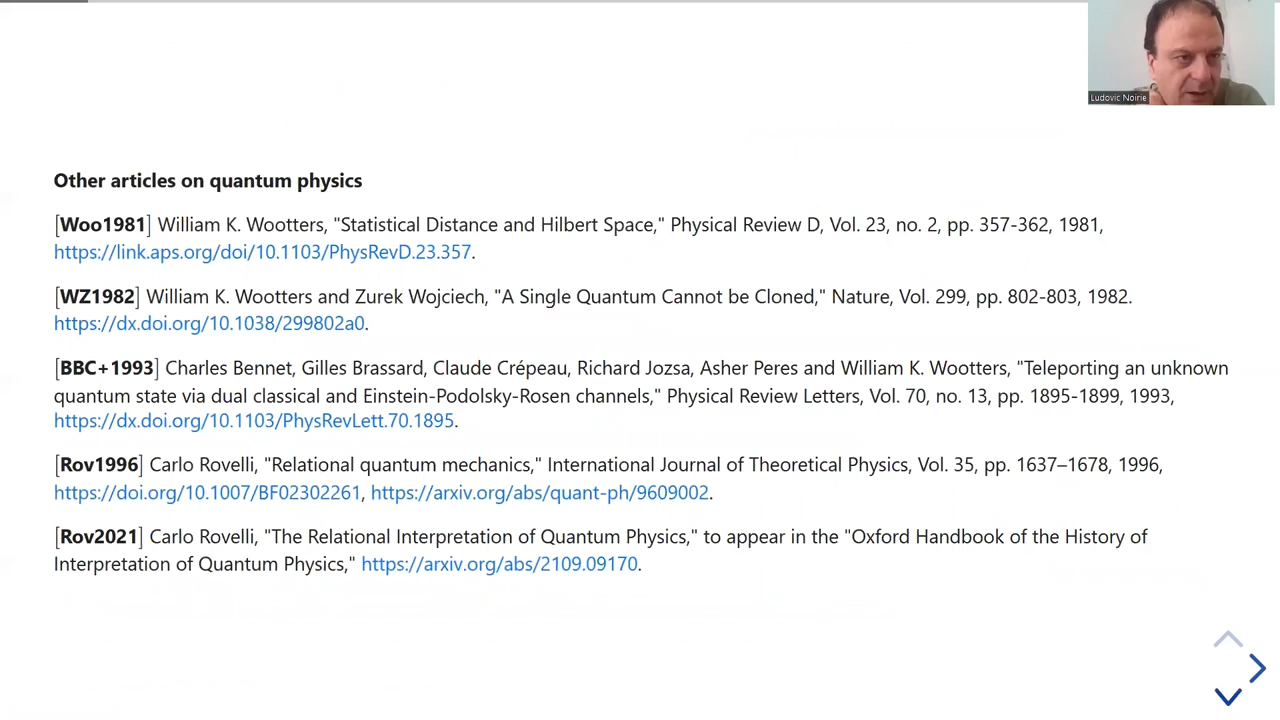 Ludovic Noirie
Other articles on quantum physics
[Woo1981] William K. Wootters, "Statistical Distance and Hilbert Space," Physical Review D, Vol. 23, no. 2, pp. 357-362, 1981,
https://link.aps.org/doi/10.1103/PhysRevD.23.357.
[WZ1982] William K. Wootters and Zurek Wojciech, "A Single Quantum Cannot be Cloned," Nature, Vol. 299, pp. 802-803, 1982.
https://dx.doi.org/10.1038/299802a0.
[BBC+1993] Charles Bennet, Gilles Brassard, Claude Crépeau, Richard Jozsa, Asher Peres and William K. Wootters, "Teleporting an unknown
quantum state via dual classical and Einstein-Podolsky-Rosen channels," Physical Review Letters, Vol. 70, no. 13, pp. 1895-1899, 1993,
https://dx.doi.org/10.1103/PhysRevLett.70.1895.
[Rov1996] Carlo Rovelli, "Relational quantum mechanics," International Journal of Theoretical Physics, Vol. 35, pp. 1637–1678, 1996,
https://doi.org/10.1007/BF02302261, https://arxiv.org/abs/quant-ph/9609002.
[Rov2021] Carlo Rovelli, "The Relational Interpretation of Quantum Physics," to appear in the "Oxford Handbook of the History of
Interpretation of Quantum Physics," https://arxiv.org/abs/2109.09170.